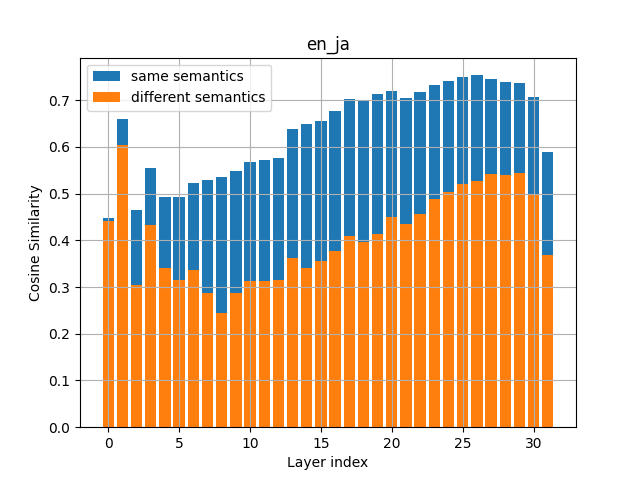 en_ja
same semantics
different semantics
Cosine Similarity
0.7
0.6
0.5
0.4
0.3
0.2
0.1
0.0
0 5 10 15 20 25 30
Layer index